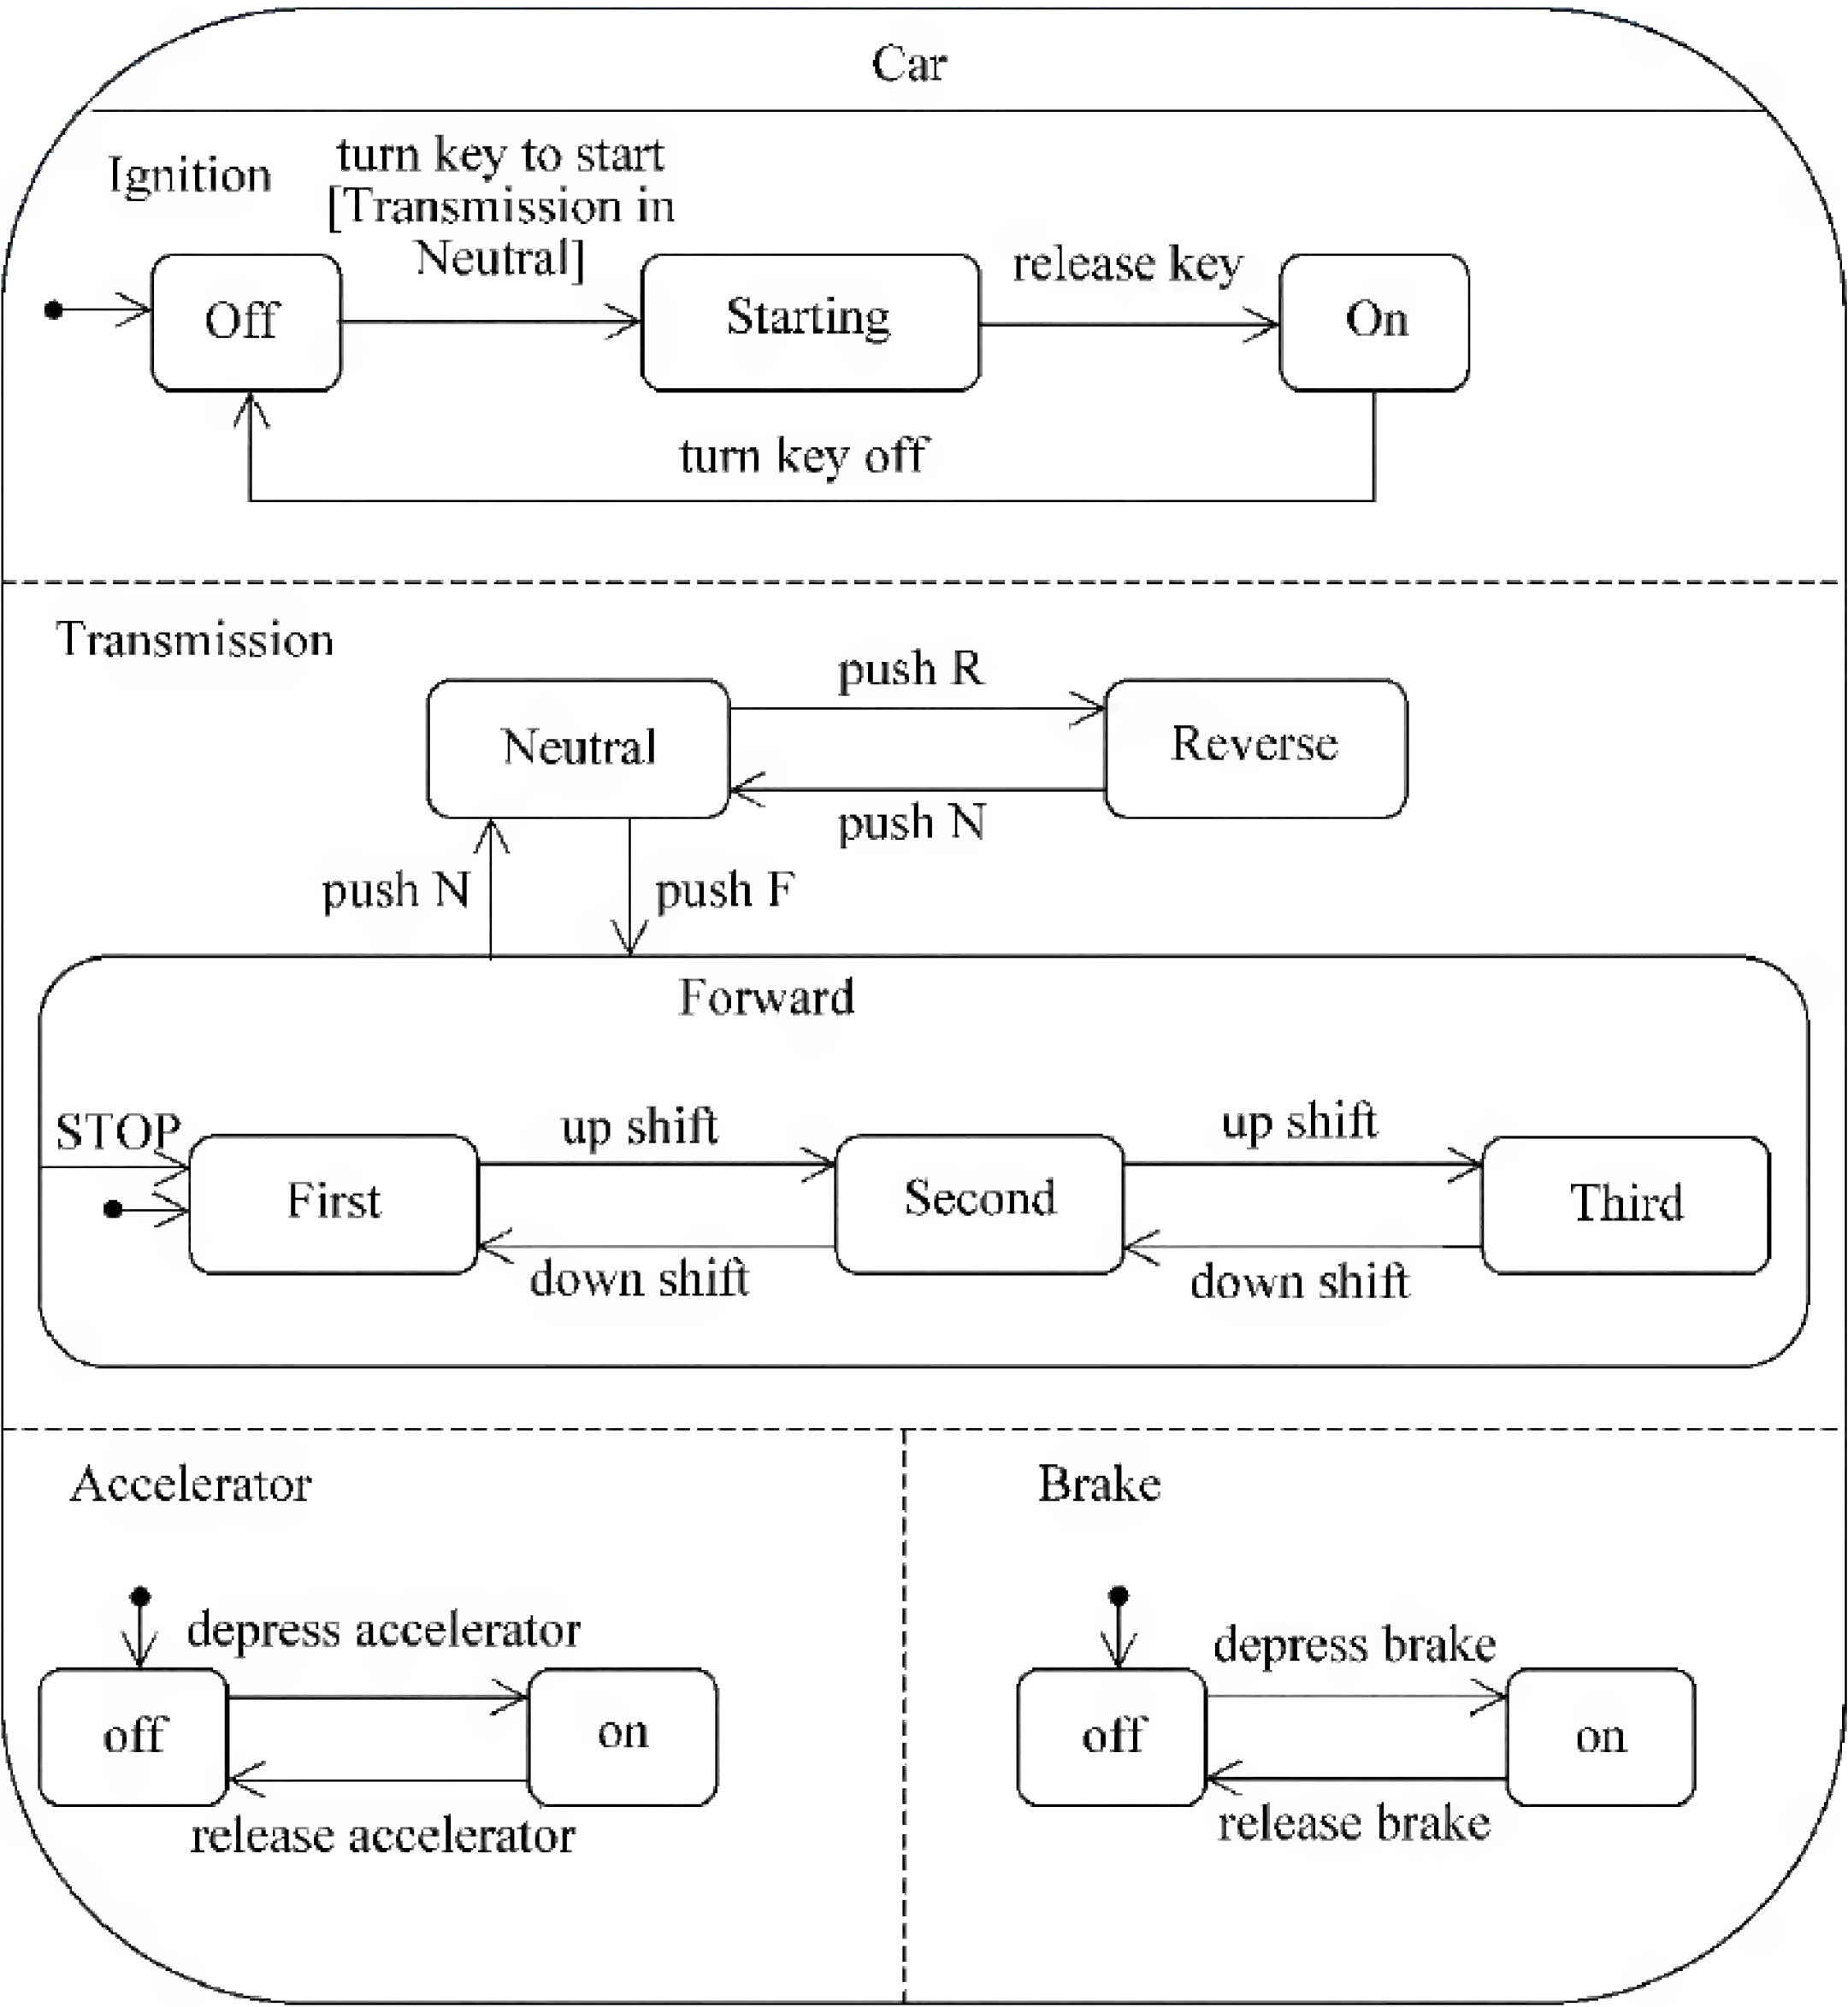 Car
Ignition
turn key to start
[Transmission in
Neutral]
release key
Off
Starting
On
turn key off
Transmission
push R
Neutral
Reverse
push N
push N
push F
Forward
STOP
up shift
up shift
First
Second
Third
down shift
down shift
Accelerator
Brake
depress accelerator
depress brake
off
on
off
on
release accelerator
release brake